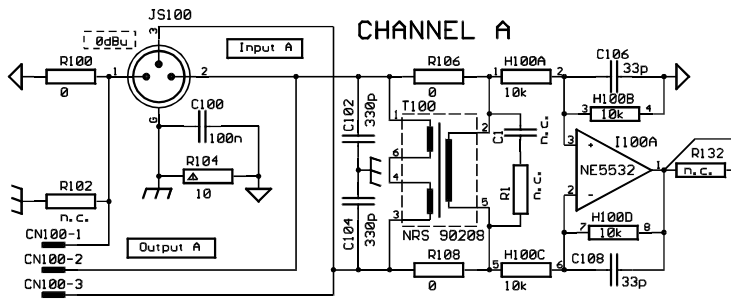 JS100
CHANNEL A
0dBu
Input A
3
1
2
G
R100
0
C100
100n
R104
10
R102
n.c.
CN100-1
CN100-2
CN100-3
Output A
C102
330p
C104
330p
R106
0
T100
1
6
4
3
2
5
NRS 90208
R108
0
C1
n.c.
R1
n.c.
H100A
1
2
10k
H100C
5
6
10k
C106
33p
H100B
3
4
10k
I100A
NE5532
3
+
2
-
1
R132
H100D
7
8
10k
C108
33p